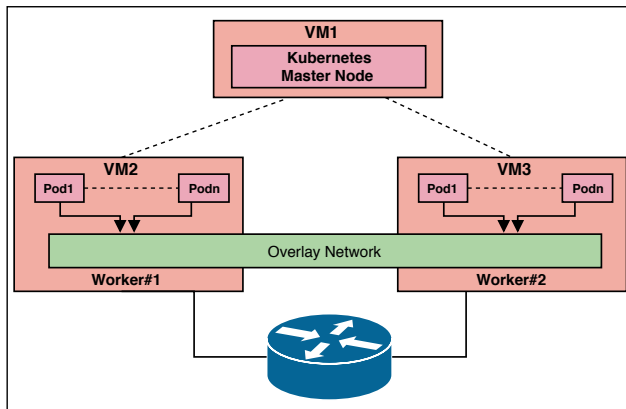 VM1
Kubernetes
Master Node
VM2
VM3
Pod1
Podn
Pod1
Podn
Overlay Network
Worker#1
Worker#2